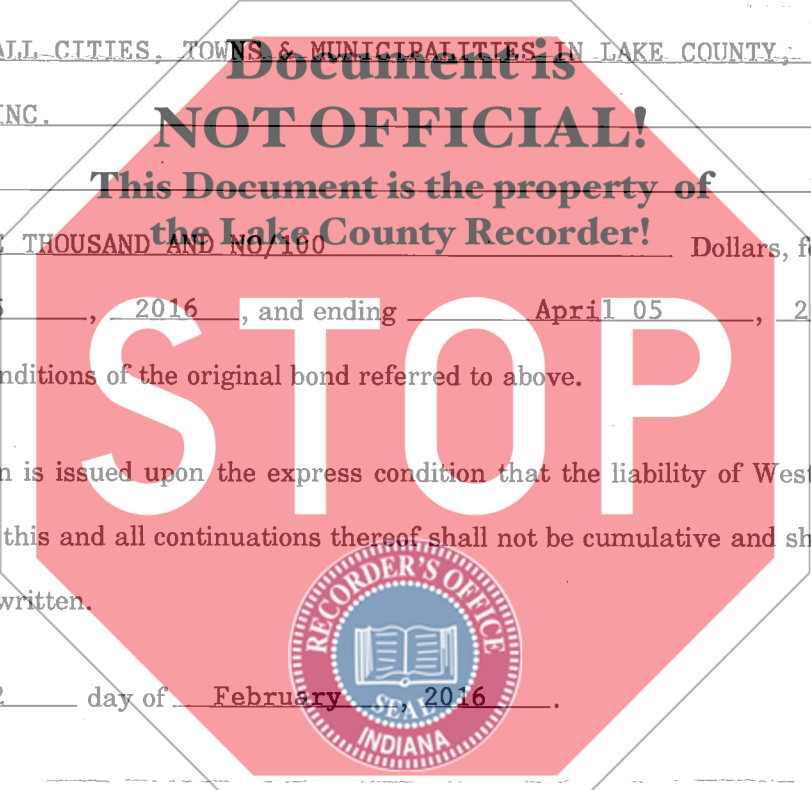 ALL CITIES, TOWNS & MUNICIPALITIES IN LAKE COUNTY,
Document is
INC.
NOT OFFICIAL!
This Document is the property of
the Lake County Recorder!
THOUSAND AND NO/100 Dollars, fo
, 2016 , and ending April 05 , 2
STOP
nditions of the original bond referred to above.
n is issued upon the express condition that the liability of West
this and all continuations thereof shall not be cumulative and sh
written.
RECORDER'S OFFICE
SEAL
INDIANA
2 day of February , 2016 .